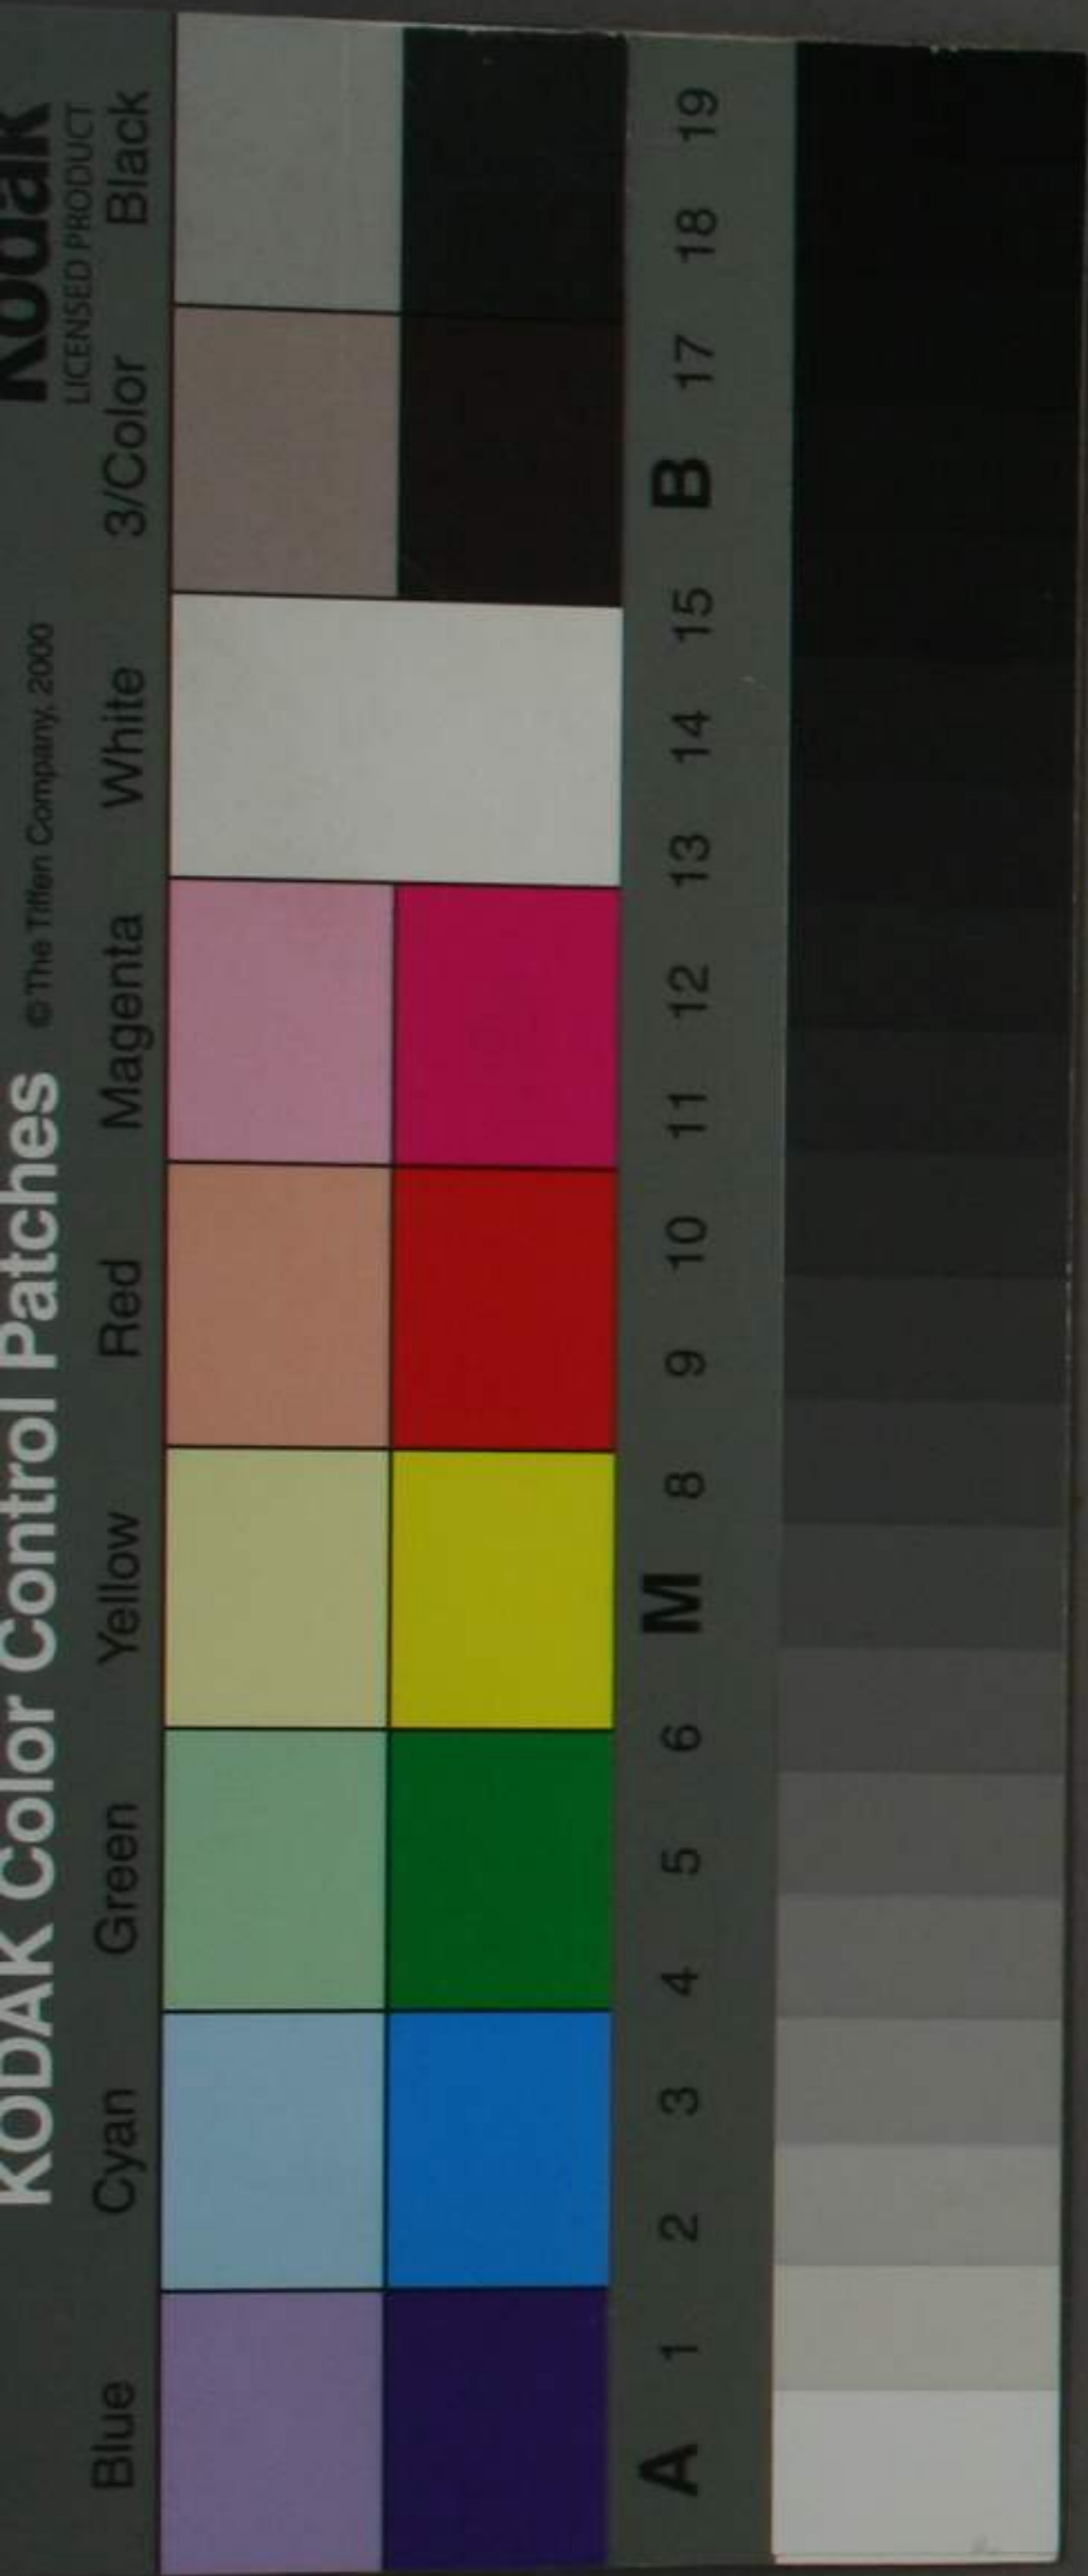 KODAK Color Control Patches © The Tiffen Company, 2000 Kodak
LICENSED PRODUCT
Blue Cyan Green Yellow Red Magenta White 3/Color Black
A 1 2 3 4 5 6 M 8 9 10 11 12 13 14 15 B 17 18 19